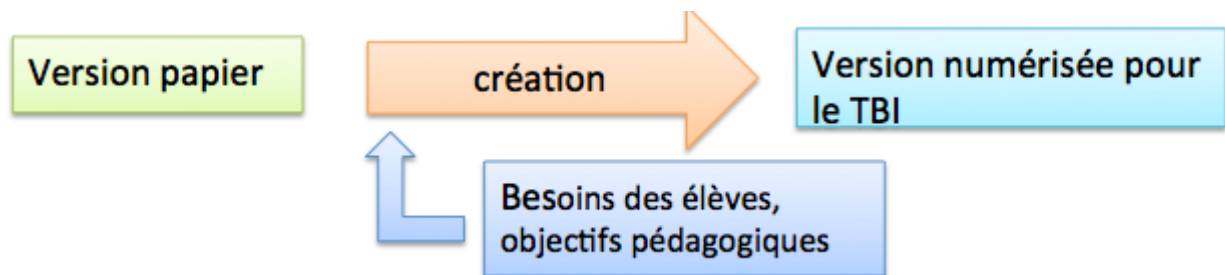 Version papier
création
Version numérisée pour
le TBI
Besoins des élèves,
objectifs pédagogiques